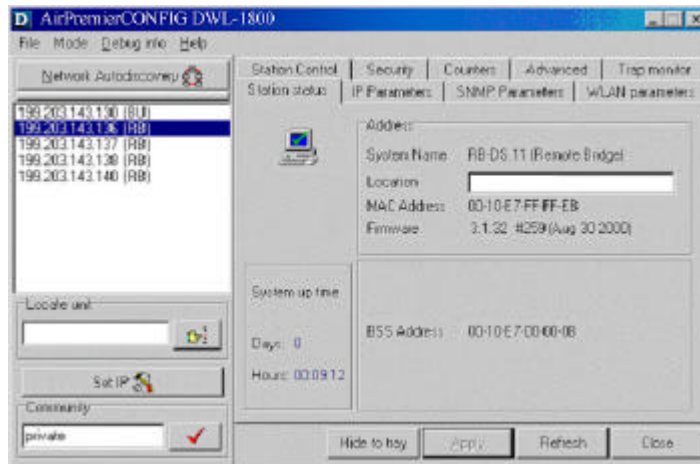 AirPremierCONFIG DWL-1800
File Mode Debug info Help
Network Autodiscovery
199.203.143.130 (BU)
199.203.143.136 (RB)
199.203.143.137 (RB)
199.203.143.138 (RB)
199.203.143.140 (RB)
Locate unit
Set IP
Community
private
Station Control Security Counters Advanced Trap monitor
Station status IP Parameters SNMP Parameters WLAN parameters
Address
System Name RB-DS.11 (Remote Bridge)
Location
MAC Address 00-10-E7-FF-FF-EB
Firmware 3.1.32 #259 (Aug 30 2000)
System up time
Days: 0
Hours: 00:09:12
BSS Address 00-10-E7-00-00-08
Hide to tray Apply Refresh Close